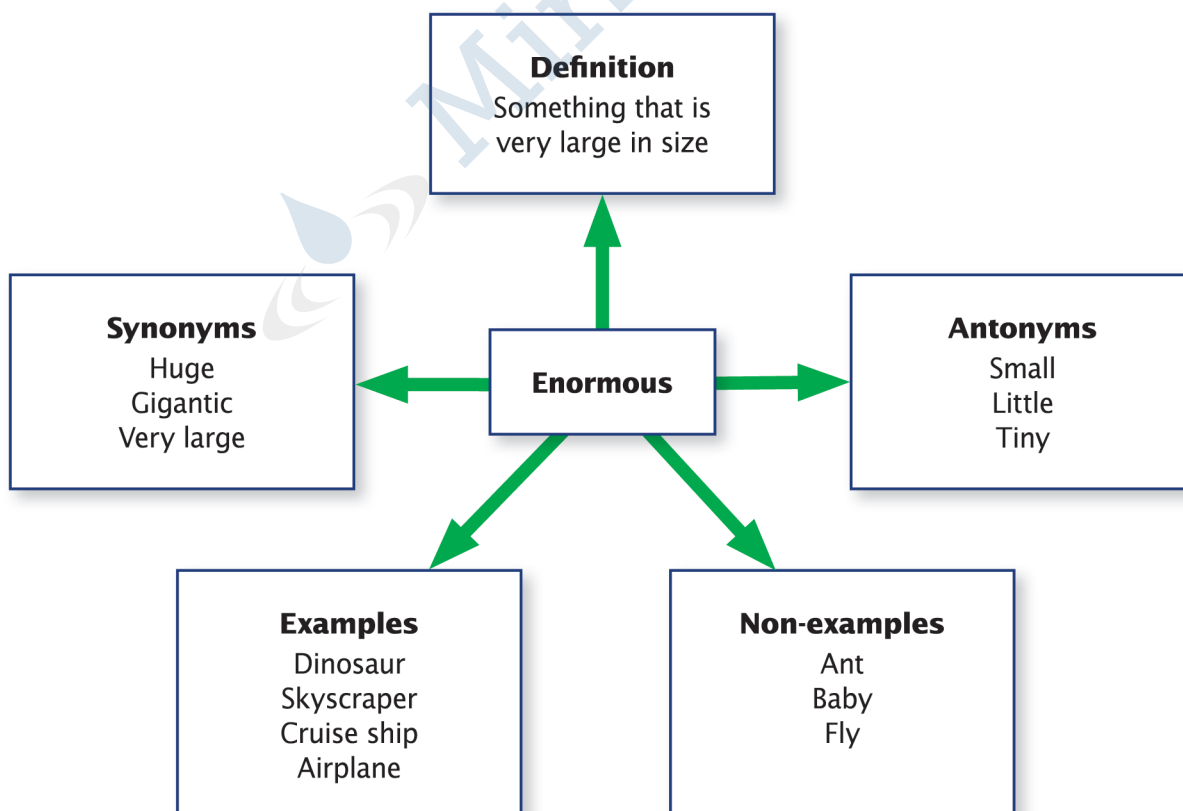 Definition
Something that is
very large in size
Synonyms
Huge
Gigantic
Very large
Enormous
Antonyms
Small
Little
Tiny
Examples
Dinosaur
Skyscraper
Cruise ship
Airplane
Non-examples
Ant
Baby
Fly